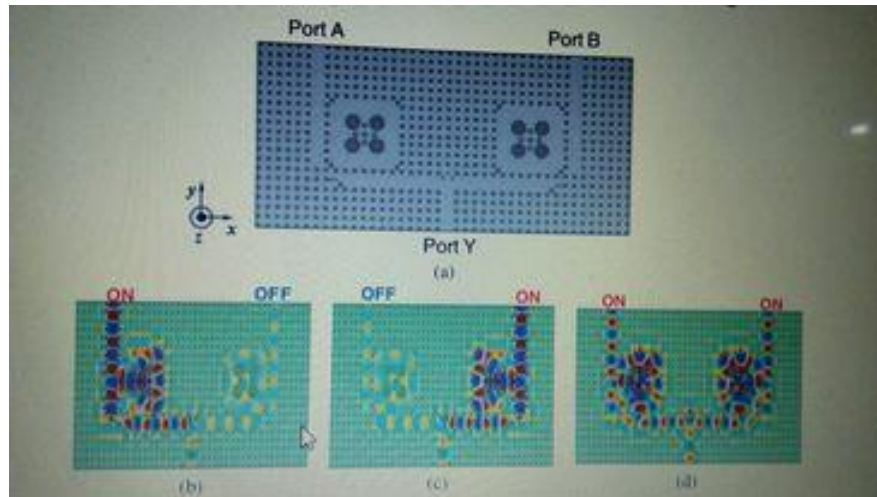 Port A
Port B
y
x
z
Port Y
(a)
ON
OFF
OFF
ON
ON
ON
(b)
(c)
(d)